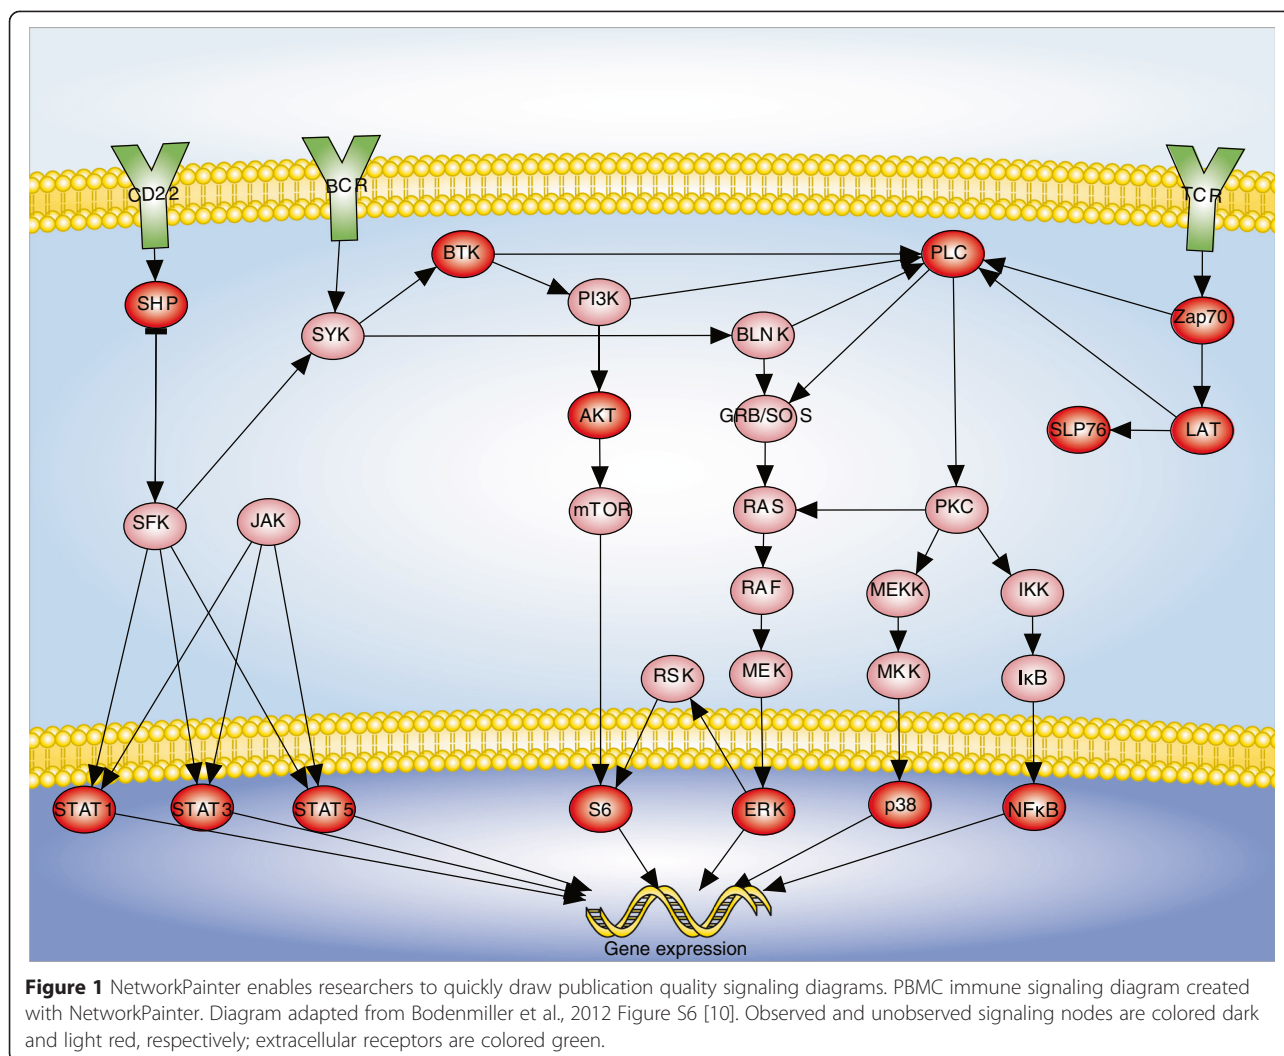 CD22
BCR
TCR
BTK
PLC
SHP
PI3K
Zap70
SYK
BLNK
AKT
GRB/SOS
SLP76
LAT
SFK
JAK
mTOR
RAS
PKC
RAF
MEKK
IKK
RSK
MEK
MKK
IκB
STAT1
STAT3
STAT5
S6
ERK
p38
NFκB
Gene expression
Figure 1 NetworkPainter enables researchers to quickly draw publication quality signaling diagrams. PBMC immune signaling diagram created
with NetworkPainter. Diagram adapted from Bodenmiller et al., 2012 Figure S6 [10]. Observed and unobserved signaling nodes are colored dark
and light red, respectively; extracellular receptors are colored green.